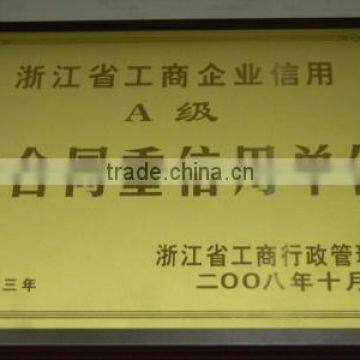 浙江省工商企业信用
A 级
合同重信用单
trade.china.cn
浙江省工商行政管理
三年
二〇〇八年十月